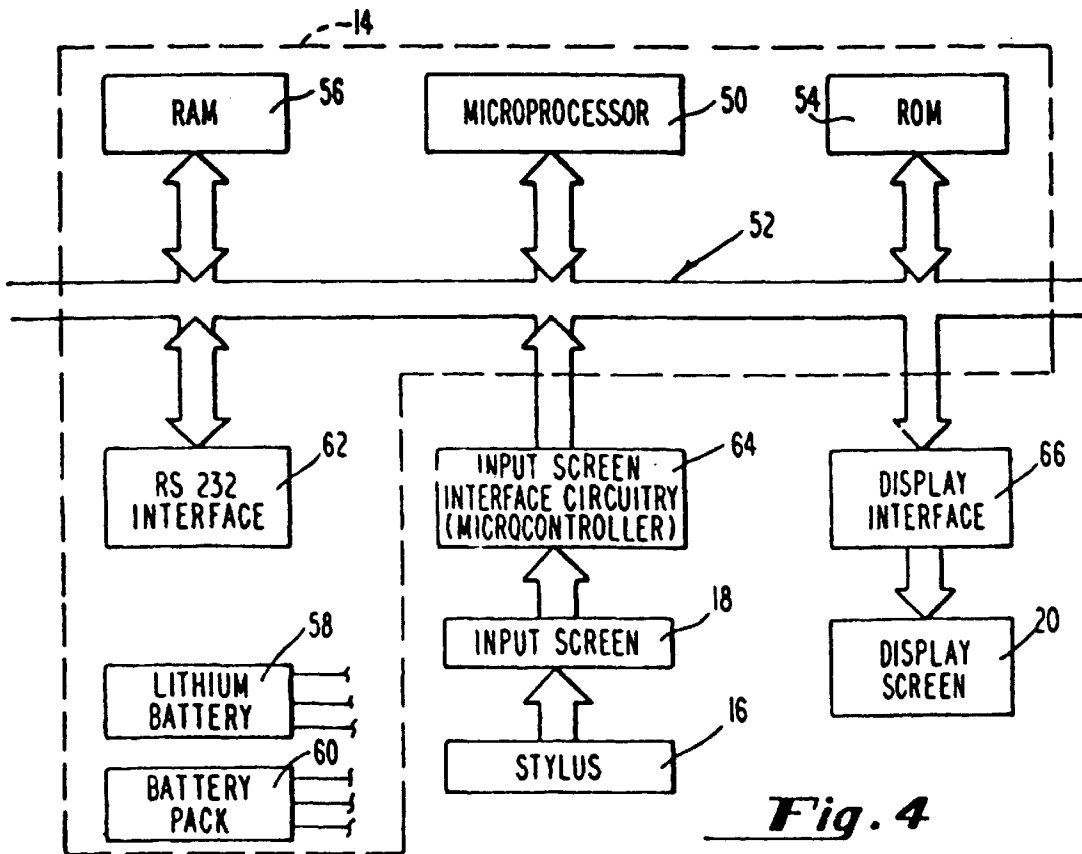 14
RAM
56
MICROPROCESSOR
50
54
ROM
52
RS 232
INTERFACE
62
INPUT SCREEN
INTERFACE CIRCUITRY
(MICROCONTROLLER)
64
DISPLAY
INTERFACE
66
INPUT SCREEN
18
DISPLAY
SCREEN
20
LITHIUM
BATTERY
58
STYLUS
16
BATTERY
PACK
60
Fig. 4